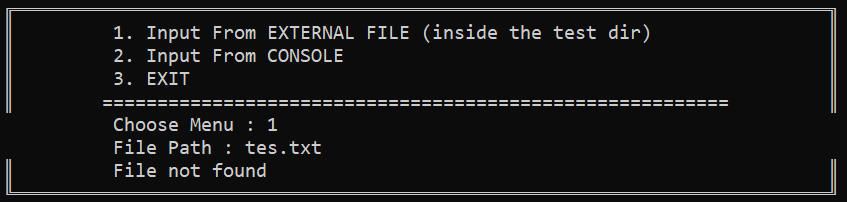 1. Input From EXTERNAL FILE (inside the test dir)
2. Input From CONSOLE
3. EXIT
=========================================================
Choose Menu : 1
File Path : tes.txt
File not found